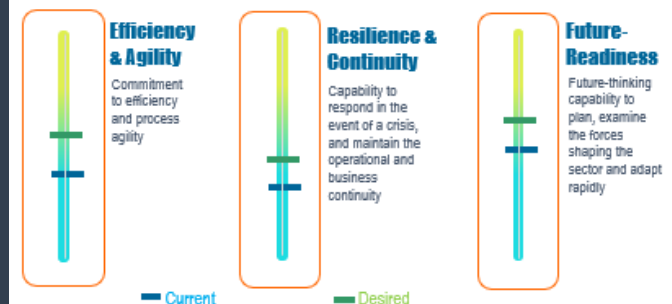 Efficiency
& Agility
Commitment
to efficiency
and process
agility
Resilience &
Continuity
Capability to
respond in the
event of a crisis,
and maintain the
operational and
business
continuity
Future-
Readiness
Future-thinking
capability to
plan, examine
the forces
shaping the
sector and adapt
rapidly
Current
Desired